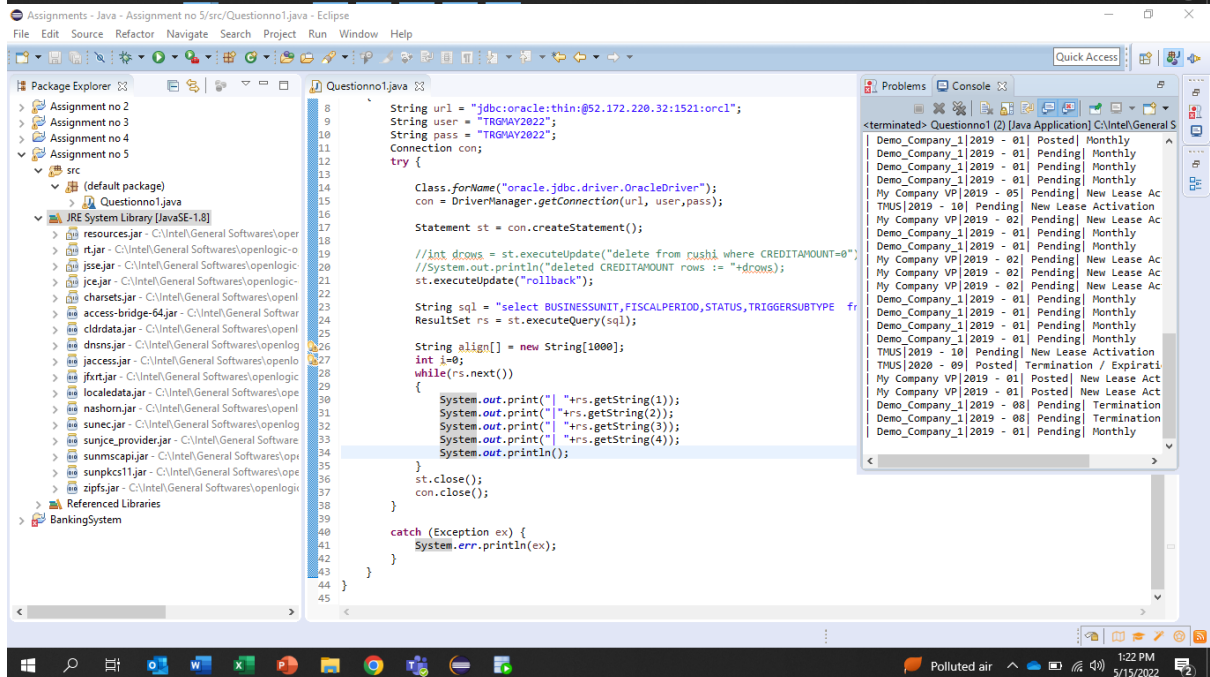 Assignments - Java - Assignment no 5/src/Questionno1.java - Eclipse
File Edit Source Refactor Navigate Search Project Run Window Help
Quick Access
Package Explorer
Assignment no 2
Assignment no 3
Assignment no 4
Assignment no 5
src
(default package)
Questionno1.java
JRE System Library [JavaSE-1.8]
resources.jar - C:\Intel\General Softwares\oper
rt.jar - C:\Intel\General Softwares\openlogic-o
jsse.jar - C:\Intel\General Softwares\openlogic-
jce.jar - C:\Intel\General Softwares\openlogic-
charsets.jar - C:\Intel\General Softwares\openl
access-bridge-64.jar - C:\Intel\General Softwar
cldrdata.jar - C:\Intel\General Softwares\openl
dnsns.jar - C:\Intel\General Softwares\openlog
jaccess.jar - C:\Intel\General Softwares\openlo
jfxrt.jar - C:\Intel\General Softwares\openlogic
localedata.jar - C:\Intel\General Softwares\ope
nashorn.jar - C:\Intel\General Softwares\openl
sunec.jar - C:\Intel\General Softwares\openlog
sunjce_provider.jar - C:\Intel\General Software
sunmscapi.jar - C:\Intel\General Softwares\ope
sunpkcs11.jar - C:\Intel\General Softwares\ope
zipfs.jar - C:\Intel\General Softwares\openlogic
Referenced Libraries
BankingSystem
Questionno1.java
8 String url = "jdbc:oracle:thin:@52.172.220.32:1521:orcl";
9 String user = "TRGMAY2022";
10 String pass = "TRGMAY2022";
11 Connection con;
12 try {
13
14 Class.forName("oracle.jdbc.driver.OracleDriver");
15 con = DriverManager.getConnection(url, user,pass);
16
17 Statement st = con.createStatement();
18
19 //int drows = st.executeUpdate("delete from rushi where CREDITAMOUNT=0")
20 //System.out.println("deleted CREDITAMOUNT rows := "+drows);
21 st.executeUpdate("rollback");
22
23 String sql = "select BUSINESSUNIT,FISCALPERIOD,STATUS,TRIGGERSUBTYPE fr
24 ResultSet rs = st.executeQuery(sql);
25
26 String align[] = new String[1000];
27 int i=0;
28 while(rs.next())
29 {
30 System.out.print("| "+rs.getString(1));
31 System.out.print("|"+rs.getString(2));
32 System.out.print("| "+rs.getString(3));
33 System.out.print("| "+rs.getString(4));
34 System.out.println();
35 }
36 st.close();
37 con.close();
38 }
39
40 catch (Exception ex) {
41 System.err.println(ex);
42 }
43 }
44 }
45
Problems Console
<terminated> Questionno1 (2) [Java Application] C:\Intel\General S
| Demo_Company_1|2019 - 01| Posted| Monthly
| Demo_Company_1|2019 - 01| Pending| Monthly
| Demo_Company_1|2019 - 01| Pending| Monthly
| Demo_Company_1|2019 - 01| Pending| Monthly
| My Company VP|2019 - 05| Pending| New Lease Ac
| TMUS|2019 - 10| Pending| New Lease Activation
| My Company VP|2019 - 02| Pending| New Lease Ac
| Demo_Company_1|2019 - 01| Pending| Monthly
| My Company VP|2019 - 02| Pending| New Lease Ac
| My Company VP|2019 - 02| Pending| New Lease Ac
| My Company VP|2019 - 02| Pending| New Lease Ac
| My Company VP|2019 - 02| Pending| New Lease Ac
| Demo_Company_1|2019 - 01| Pending| Monthly
| Demo_Company_1|2019 - 01| Pending| Monthly
| Demo_Company_1|2019 - 01| Pending| Monthly
| Demo_Company_1|2019 - 01| Pending| Monthly
| TMUS|2019 - 10| Pending| New Lease Activation
| TMUS|2020 - 09| Posted| Termination / Expirati
| My Company VP|2019 - 01| Posted| New Lease Act
| My Company VP|2019 - 01| Posted| New Lease Act
| Demo_Company_1|2019 - 08| Pending| Termination
| Demo_Company_1|2019 - 08| Pending| Termination
| Demo_Company_1|2019 - 01| Pending| Monthly
Polluted air
1:22 PM
5/15/2022
2